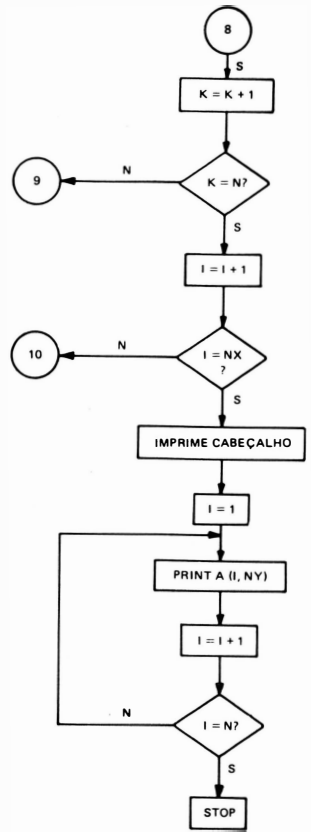 8
S
K = K + 1
9
N
K = N?
S
I = I + 1
10
N
I = NX
?
S
IMPRIME CABEÇALHO
I = 1
PRINT A (I, NY)
I = I + 1
N
I = N?
S
STOP